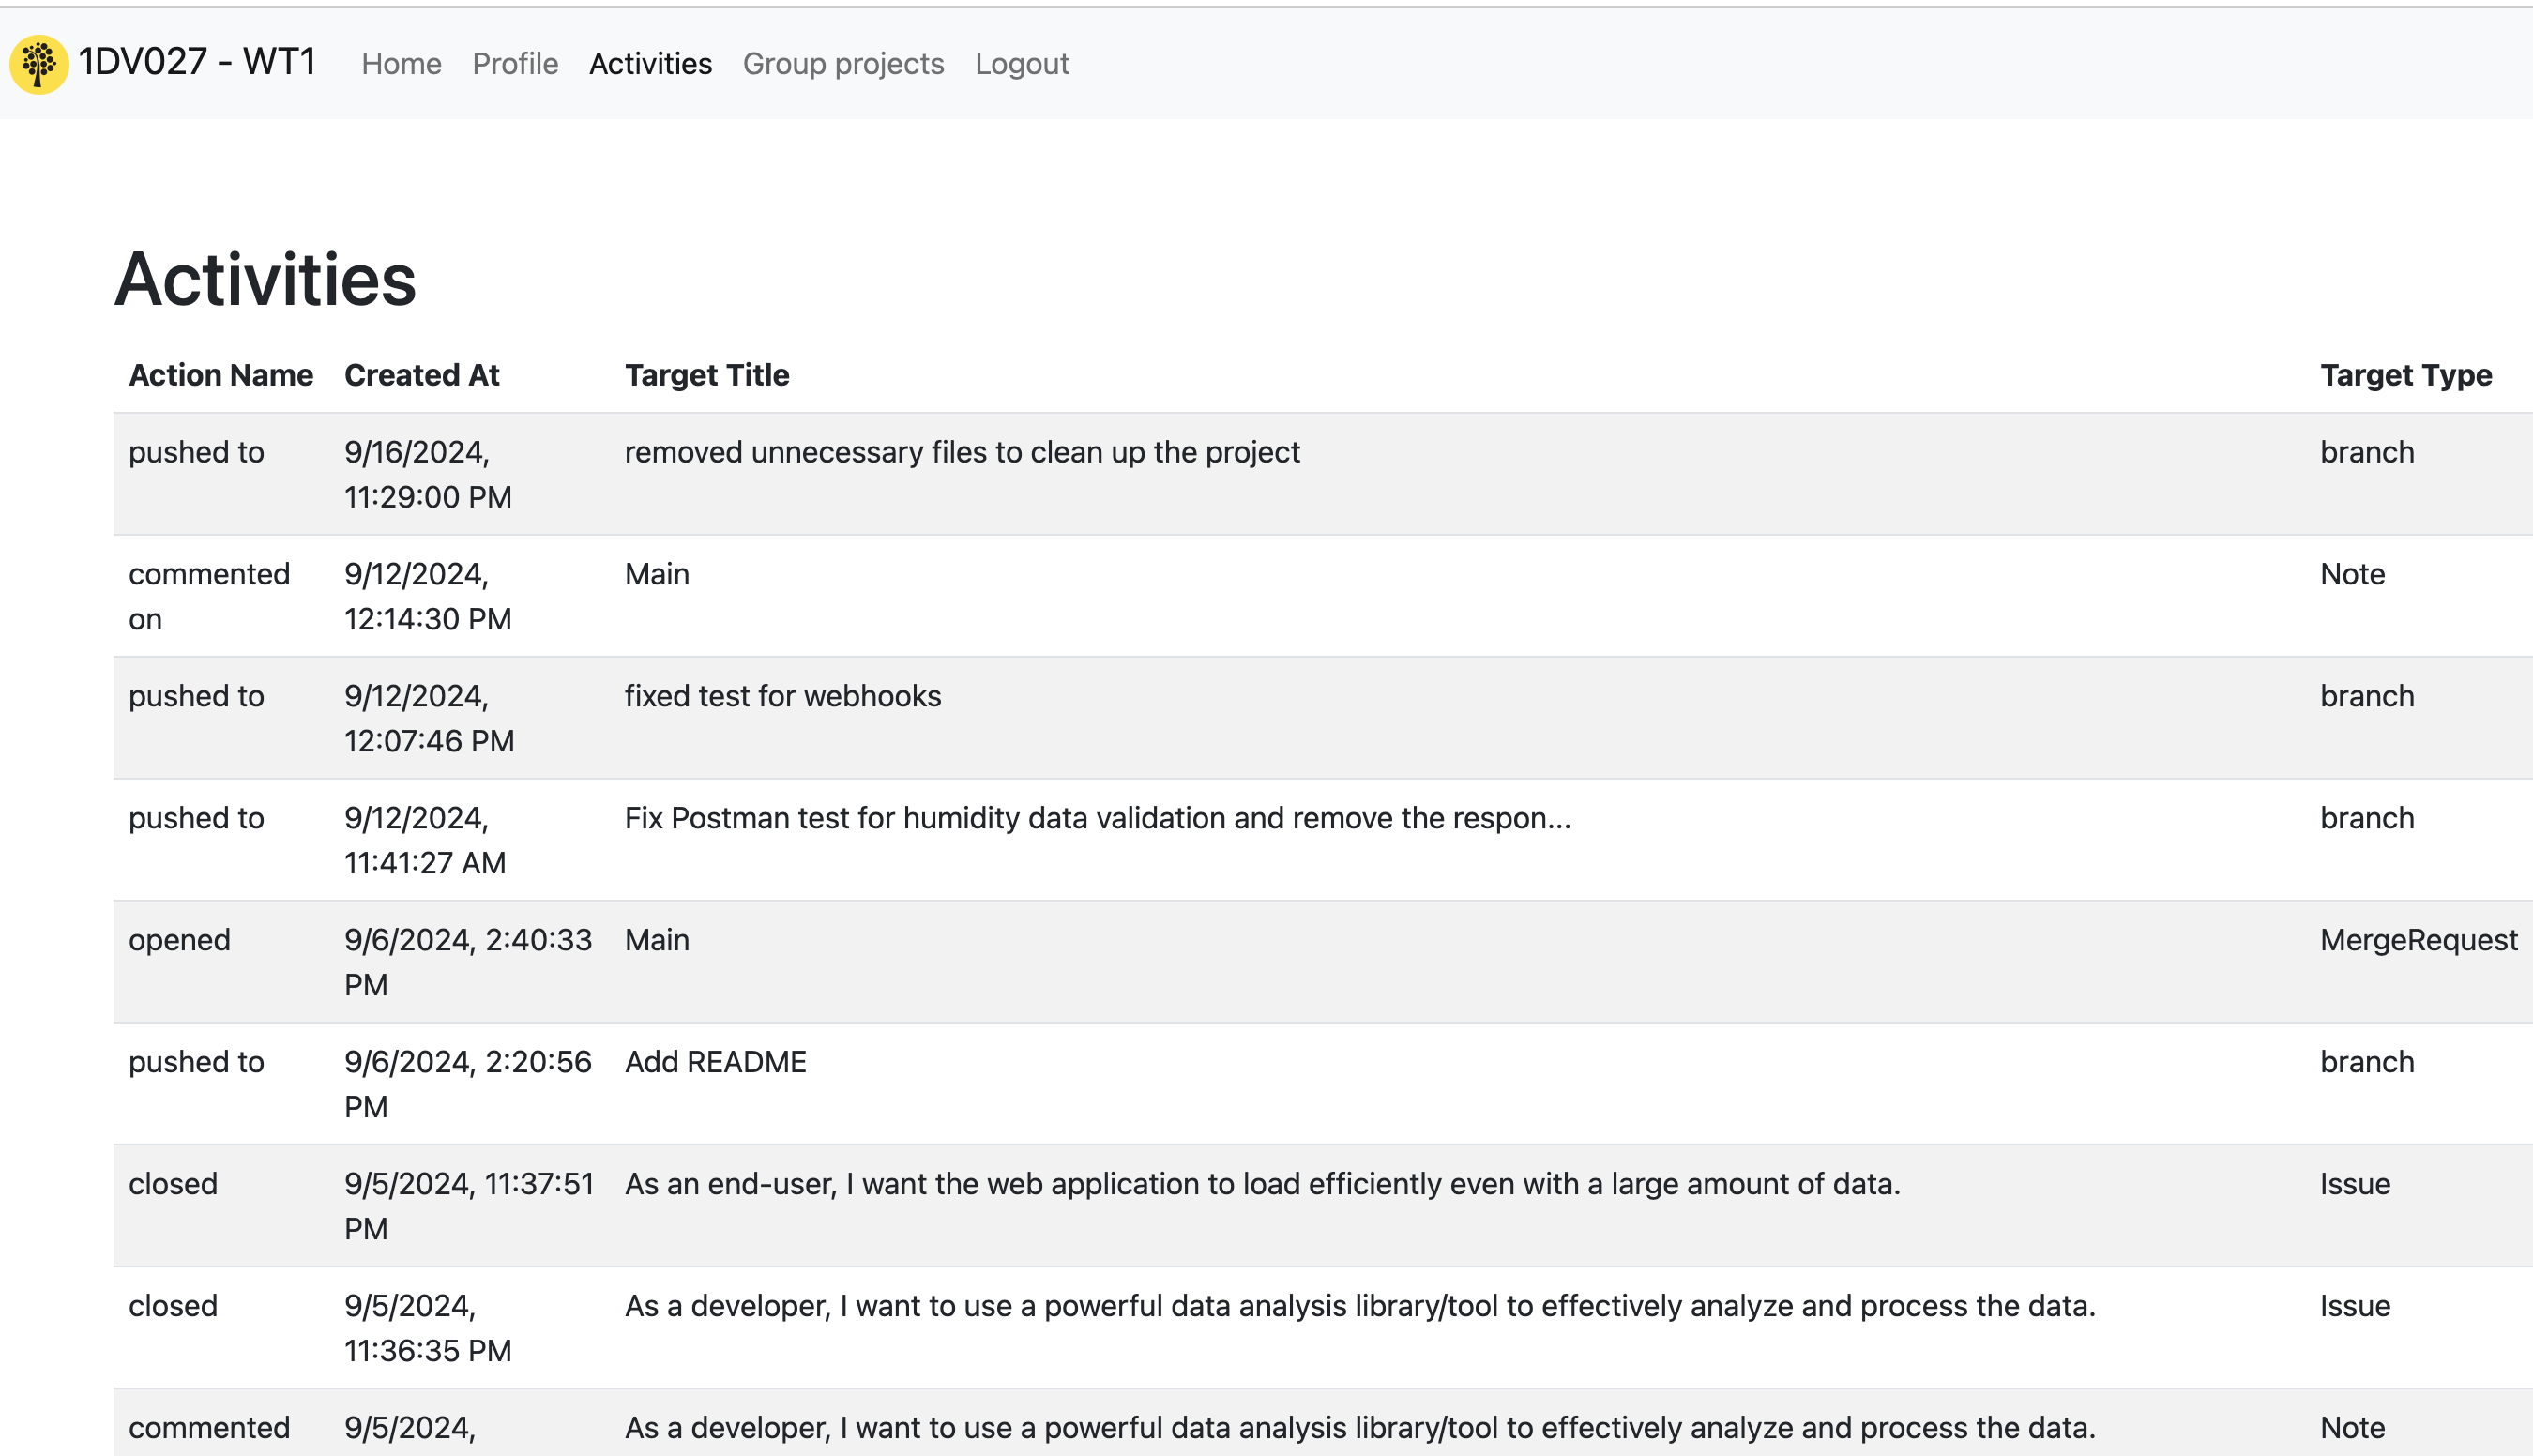 1DV027 - WT1 Home Profile Activities Group projects Logout
Activities
Action Name Created At Target Title Target Type
pushed to 9/16/2024, removed unnecessary files to clean up the project branch
11:29:00 PM
commented 9/12/2024, Main Note
on 12:14:30 PM
pushed to 9/12/2024, fixed test for webhooks branch
12:07:46 PM
pushed to 9/12/2024, Fix Postman test for humidity data validation and remove the respon... branch
11:41:27 AM
opened 9/6/2024, 2:40:33 Main MergeRequest
PM
pushed to 9/6/2024, 2:20:56 Add README branch
PM
closed 9/5/2024, 11:37:51 As an end-user, I want the web application to load efficiently even with a large amount of data. Issue
PM
closed 9/5/2024, As a developer, I want to use a powerful data analysis library/tool to effectively analyze and process the data. Issue
11:36:35 PM
commented 9/5/2024, As a developer, I want to use a powerful data analysis library/tool to effectively analyze and process the data. Note